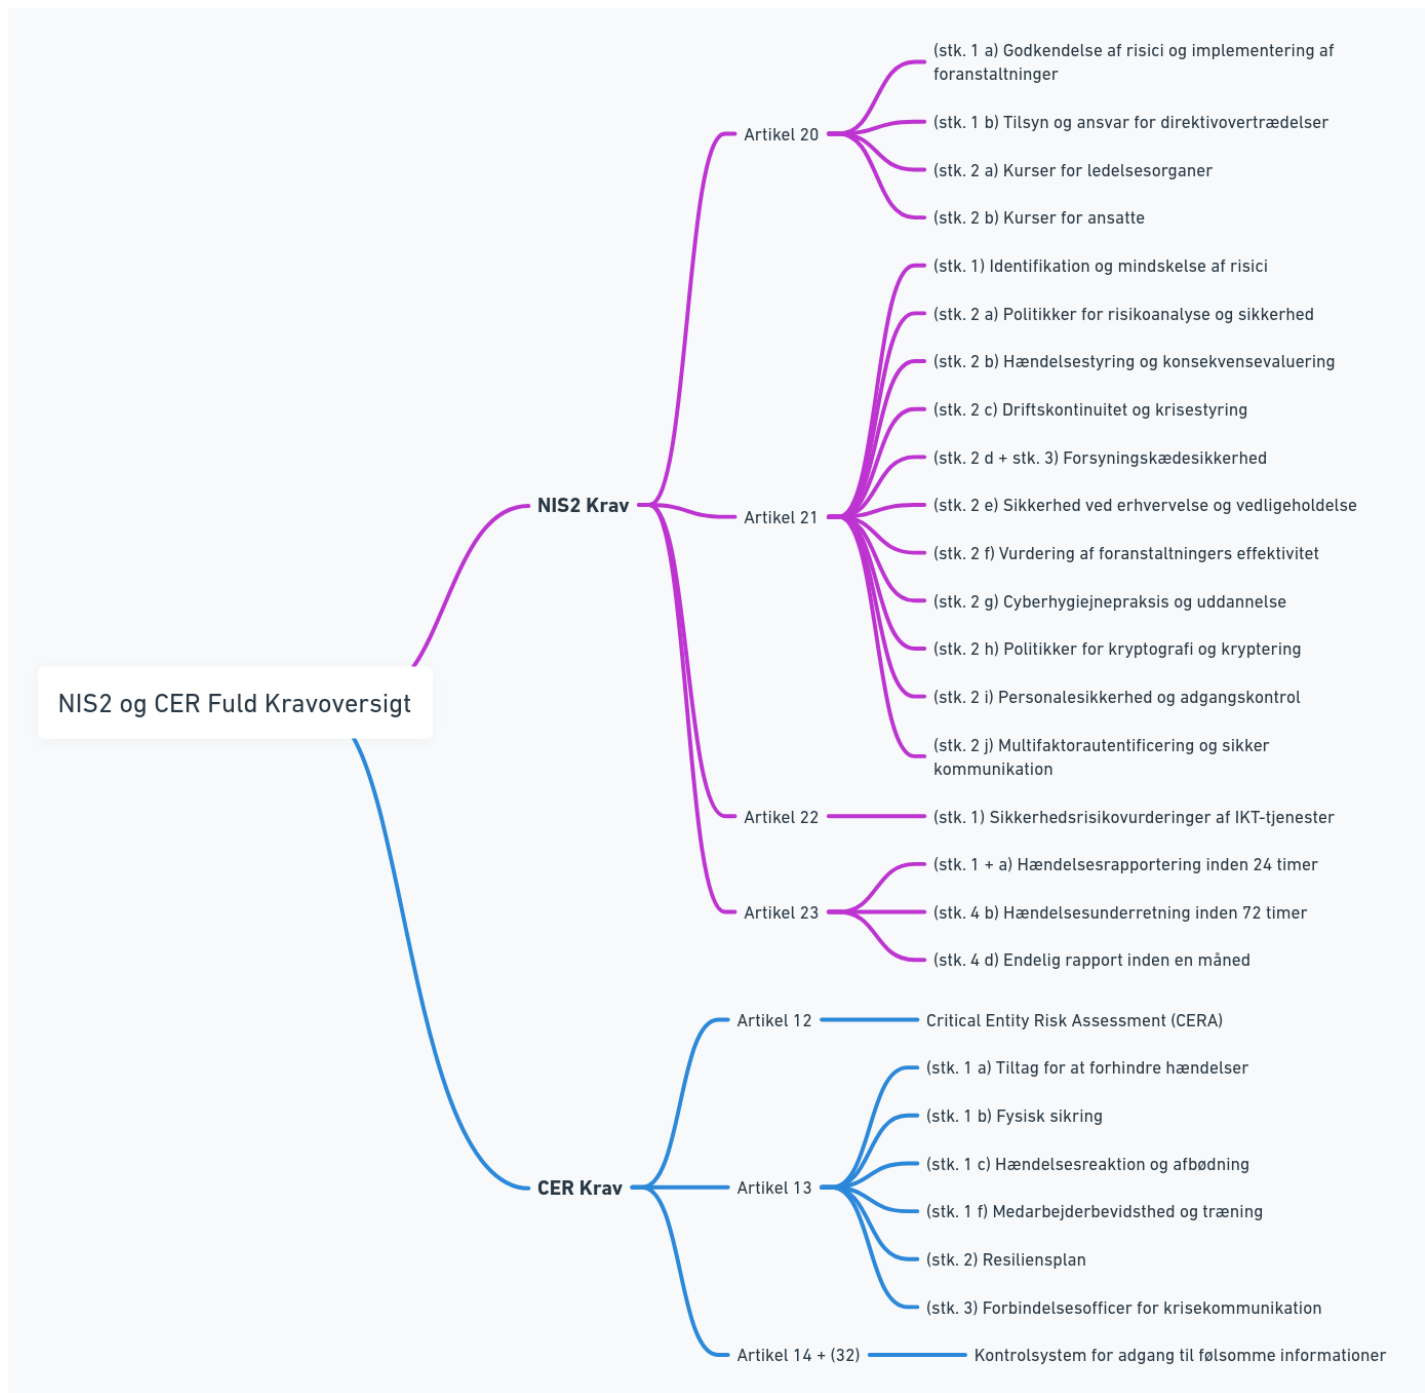 NIS2 og CER Fuld Kravoversigt
NIS2 Krav
Artikel 20
(stk. 1 a) Godkendelse af risici og implementering af
foranstaltninger
(stk. 1 b) Tilsyn og ansvar for direktivovertrædelser
(stk. 2 a) Kurser for ledelsesorganer
(stk. 2 b) Kurser for ansatte
Artikel 21
(stk. 1) Identifikation og mindskelse af risici
(stk. 2 a) Politikker for risikoanalyse og sikkerhed
(stk. 2 b) Hændelsestyring og konsekvensevaluering
(stk. 2 c) Driftskontinuitet og krisestyring
(stk. 2 d + stk. 3) Forsyningskædesikkerhed
(stk. 2 e) Sikkerhed ved erhvervelse og vedligeholdelse
(stk. 2 f) Vurdering af foranstaltningers effektivitet
(stk. 2 g) Cyberhygiejnepraksis og uddannelse
(stk. 2 h) Politikker for kryptografi og kryptering
(stk. 2 i) Personalesikkerhed og adgangskontrol
(stk. 2 j) Multifaktorautentificering og sikker
kommunikation
Artikel 22
(stk. 1) Sikkerhedsrisikovurderinger af IKT-tjenester
Artikel 23
(stk. 1 + a) Hændelsesrapportering inden 24 timer
(stk. 4 b) Hændelsesunderretning inden 72 timer
(stk. 4 d) Endelig rapport inden en måned
CER Krav
Artikel 12
Critical Entity Risk Assessment (CERA)
Artikel 13
(stk. 1 a) Tiltag for at forhindre hændelser
(stk. 1 b) Fysisk sikring
(stk. 1 c) Hændelsesreaktion og afbødning
(stk. 1 f) Medarbejderbevidsthed og træning
(stk. 2) Resiliensplan
(stk. 3) Forbindelsesofficer for krisekommunikation
Artikel 14 + (32)
Kontrolsystem for adgang til følsomme informationer